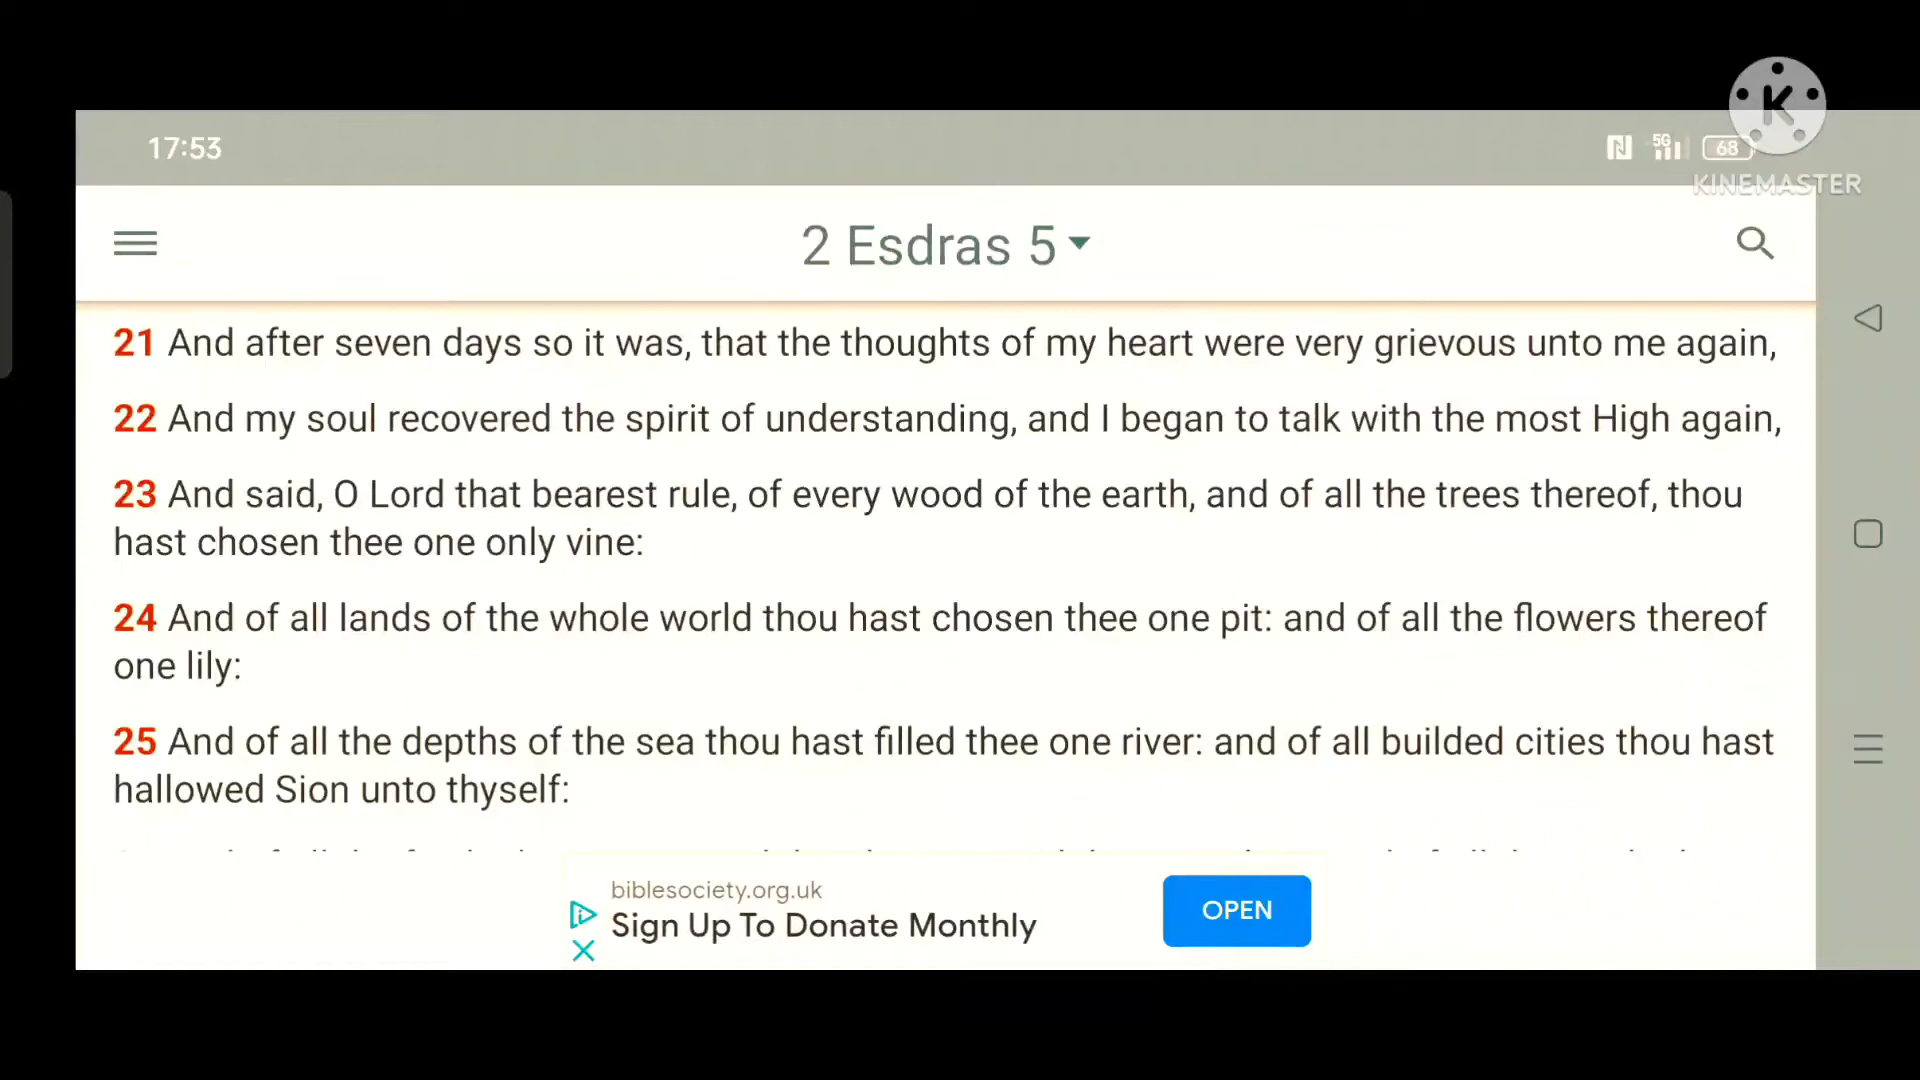 17:53
5G
68
K
KINEMASTER
2 Esdras 5
21 And after seven days so it was, that the thoughts of my heart were very grievous unto me again,
22 And my soul recovered the spirit of understanding, and I began to talk with the most High again,
23 And said, O Lord that bearest rule, of every wood of the earth, and of all the trees thereof, thou
hast chosen thee one only vine:
24 And of all lands of the whole world thou hast chosen thee one pit: and of all the flowers thereof
one lily:
25 And of all the depths of the sea thou hast filled thee one river: and of all builded cities thou hast
hallowed Sion unto thyself:
biblesociety.org.uk
Sign Up To Donate Monthly
OPEN